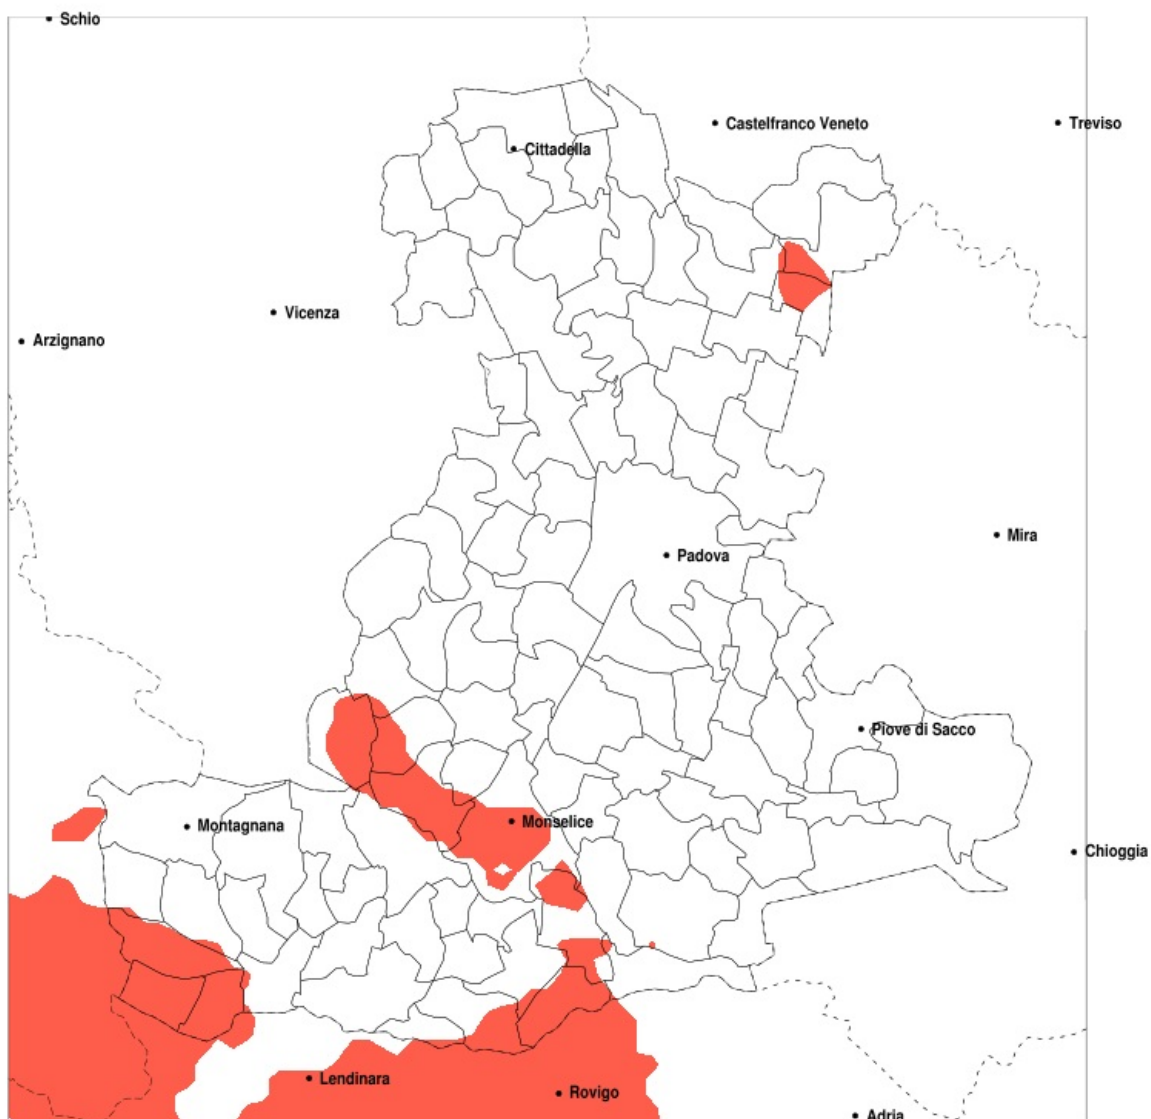 Schio
Castelfranco Veneto
Treviso
Cittadella
Vicenza
Arzignano
Mira
Padova
Piove di Sacco
Monselice
Montagnana
Chioggia
Lendinara
Rovigo
Adria